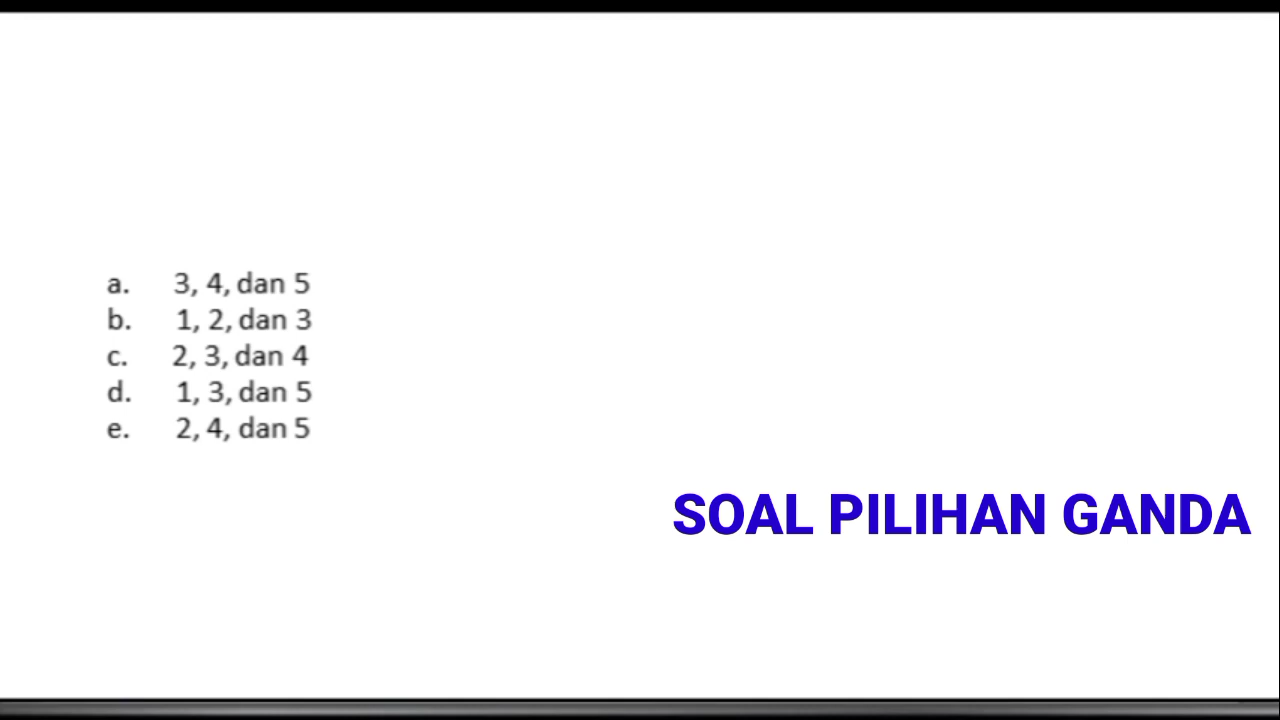 a. 3, 4, dan 5
b. 1, 2, dan 3
c. 2, 3, dan 4
d. 1, 3, dan 5
e. 2, 4, dan 5
SOAL PILIHAN GANDA